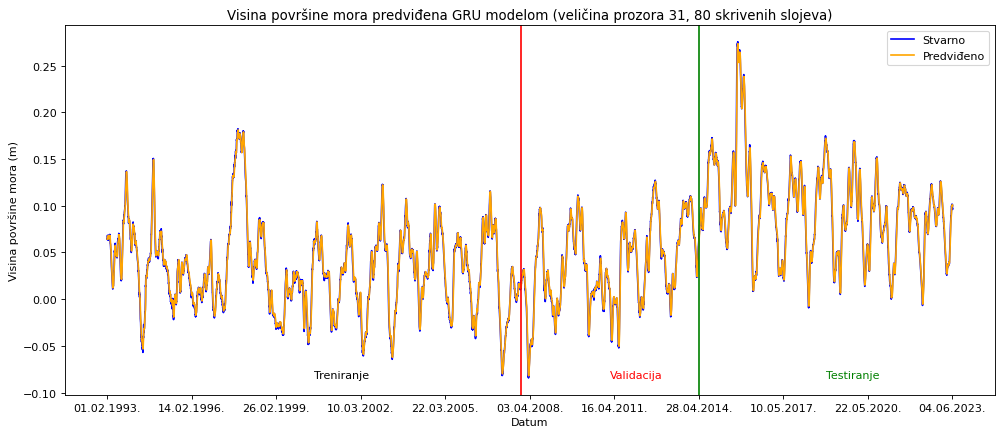 Visina površine mora predviđena GRU modelom (veličina prozora 31, 80 skrivenih slojeva)
Stvarno
Predviđeno
Visina površine mora (m)
0.25
0.20
0.15
0.10
0.05
0.00
−0.05
−0.10
Treniranje
Validacija
Testiranje
01.02.1993.
14.02.1996.
26.02.1999.
10.03.2002.
22.03.2005.
03.04.2008.
16.04.2011.
28.04.2014.
10.05.2017.
22.05.2020.
04.06.2023.
Datum